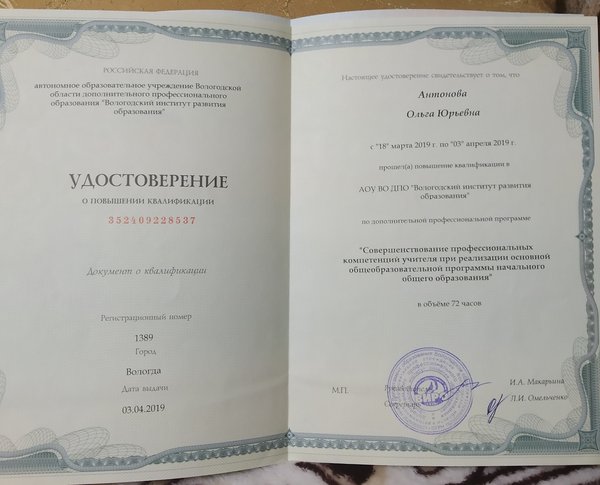 РОССИЙСКАЯ ФЕДЕРАЦИЯ
автономное образовательное учреждение Вологодской
области дополнительного профессионального
образования "Вологодский институт развития
образования"
УДОСТОВЕРЕНИЕ
О ПОВЫШЕНИИ КВАЛИФИКАЦИИ
352409228537
Документ о квалификации
Регистрационный номер
1389
Город
Вологда
Дата выдачи
03.04.2019
Настоящее удостоверение свидетельствует о том, что
Антонова
Ольга Юрьевна
с "18" марта 2019 г. по "03" апреля 2019 г.
прошел(а) повышение квалификации в
АОУ ВО ДПО "Вологодский институт развития
образования"
по дополнительной профессиональной программе
"Совершенствование профессиональных
компетенций учителя при реализации основной
общеобразовательной программы начального
общего образования"
в объёме 72 часов
М.П.
Руководитель
И.А. Макарьина
Секретарь
Л.И. Омельченко